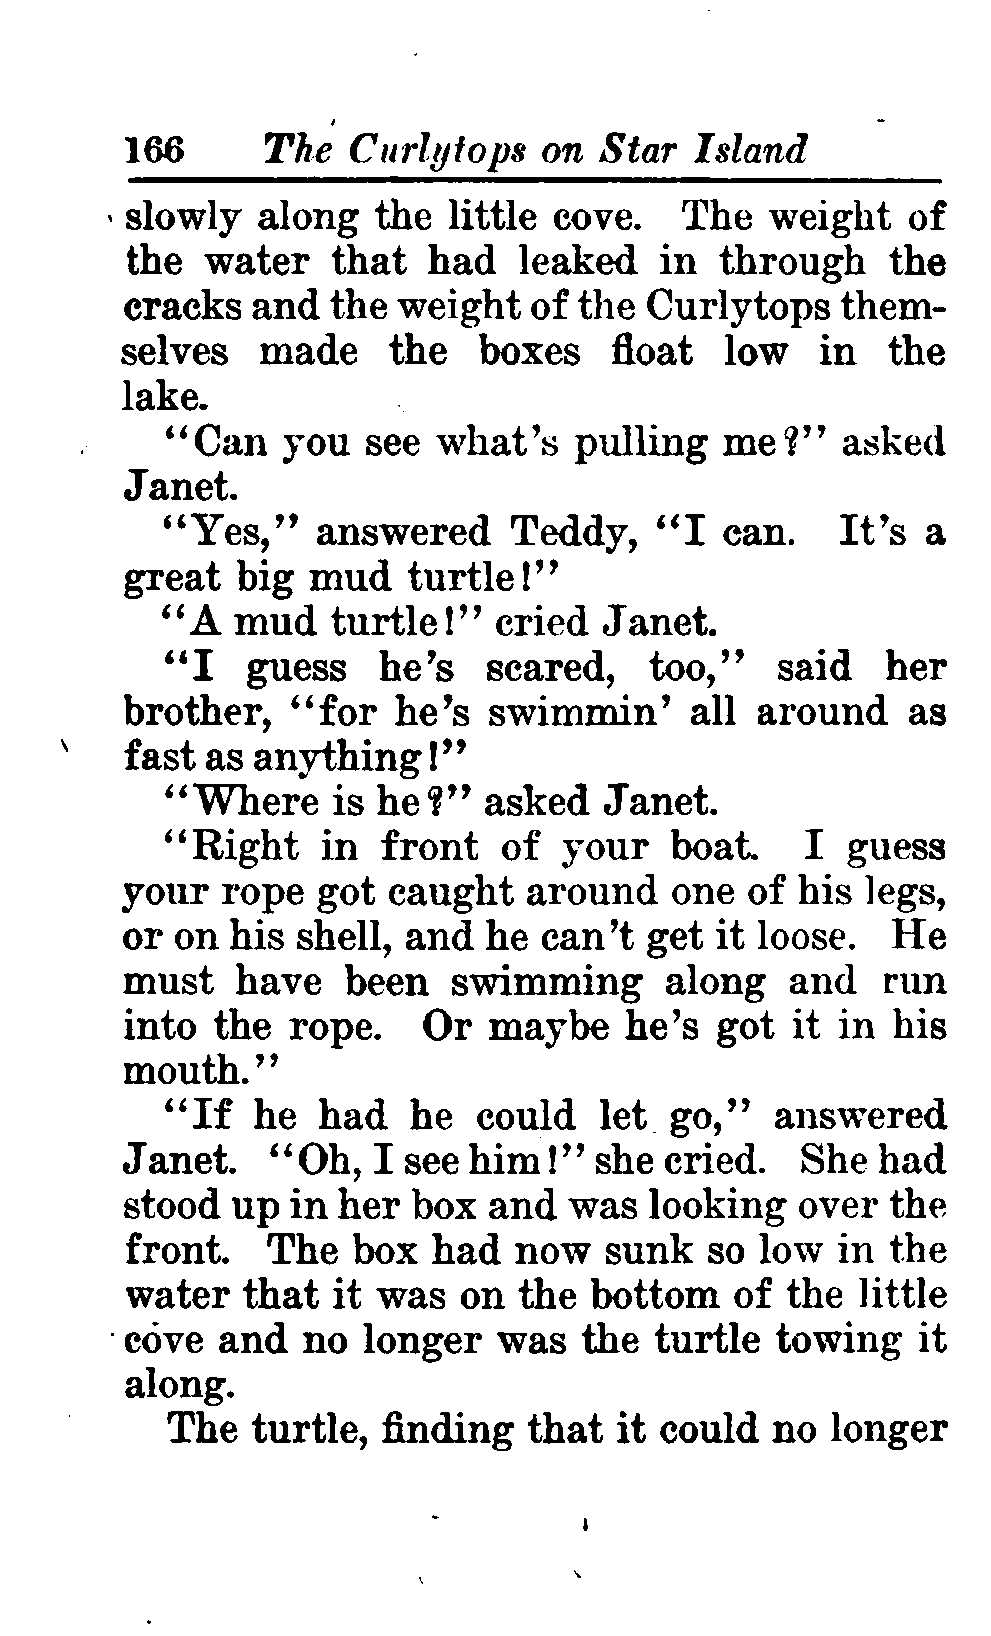 166 The Curlytops on Star Island
slowly along the little cove. The weight of
the water that had leaked in through the
cracks and the weight of the Curlytops them-
selves made the boxes float low in the
lake.
"Can you see what's pulling me?" asked
Janet.
"Yes," answered Teddy, "I can. It's a
great big mud turtle!"
"A mud turtle!" cried Janet.
"I guess he's scared, too," said her
brother, "for he's swimmin' all around as
fast as anything!"
"Where is he?" asked Janet.
"Right in front of your boat. I guess
your rope got caught around one of his legs,
or on his shell, and he can't get it loose. He
must have been swimming along and run
into the rope. Or maybe he's got it in his
mouth."
"If he had he could let go," answered
Janet. "Oh, I see him!" she cried. She had
stood up in her box and was looking over the
front. The box had now sunk so low in the
water that it was on the bottom of the little
cove and no longer was the turtle towing it
along.
The turtle, finding that it could no longer